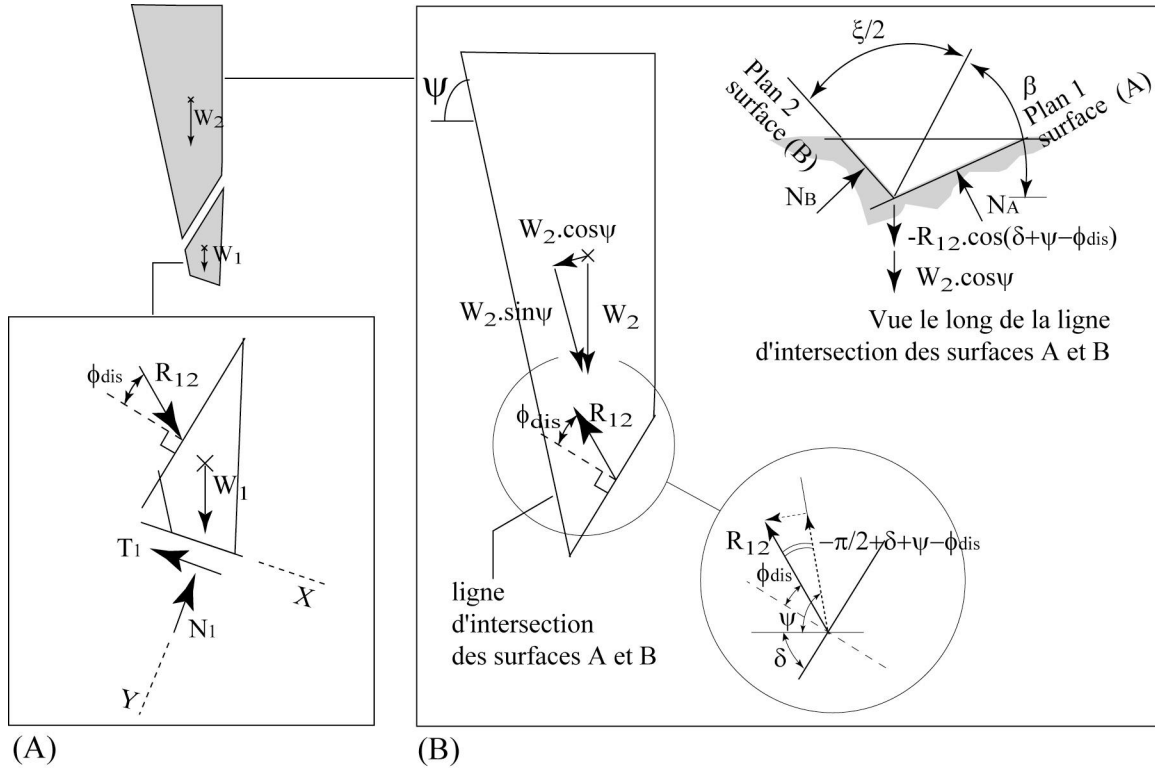 W₂
W₁
ϕdis
R₁₂
W₁
T₁
N₁
X
Y
(A)
ψ
W₂.cosψ
W₂.sinψ
W₂
ϕdis
R₁₂
ligne
d'intersection
des surfaces A et B
ξ/2
β
Plan 2
surface (B)
Plan 1
surface (A)
N_B
N_A
-R₁₂.cos(δ+ψ−ϕdis)
W₂.cosψ
Vue le long de la ligne
d'intersection des surfaces A et B
R₁₂
−π/2+δ+ψ−ϕdis
ϕdis
ψ
δ
(B)